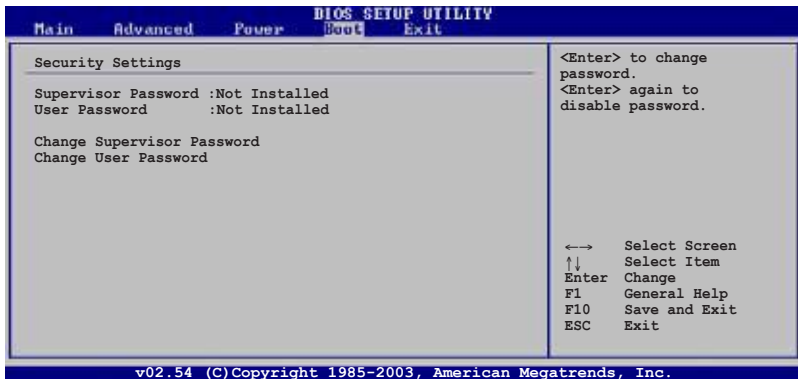 BIOS SETUP UTILITY
Main Advanced Power Boot Exit
Security Settings
Supervisor Password :Not Installed
User Password :Not Installed
Change Supervisor Password
Change User Password
<Enter> to change
password.
<Enter> again to
disable password.
←→ Select Screen
↑↓ Select Item
Enter Change
F1 General Help
F10 Save and Exit
ESC Exit
v02.54 (C)Copyright 1985-2003, American Megatrends, Inc.